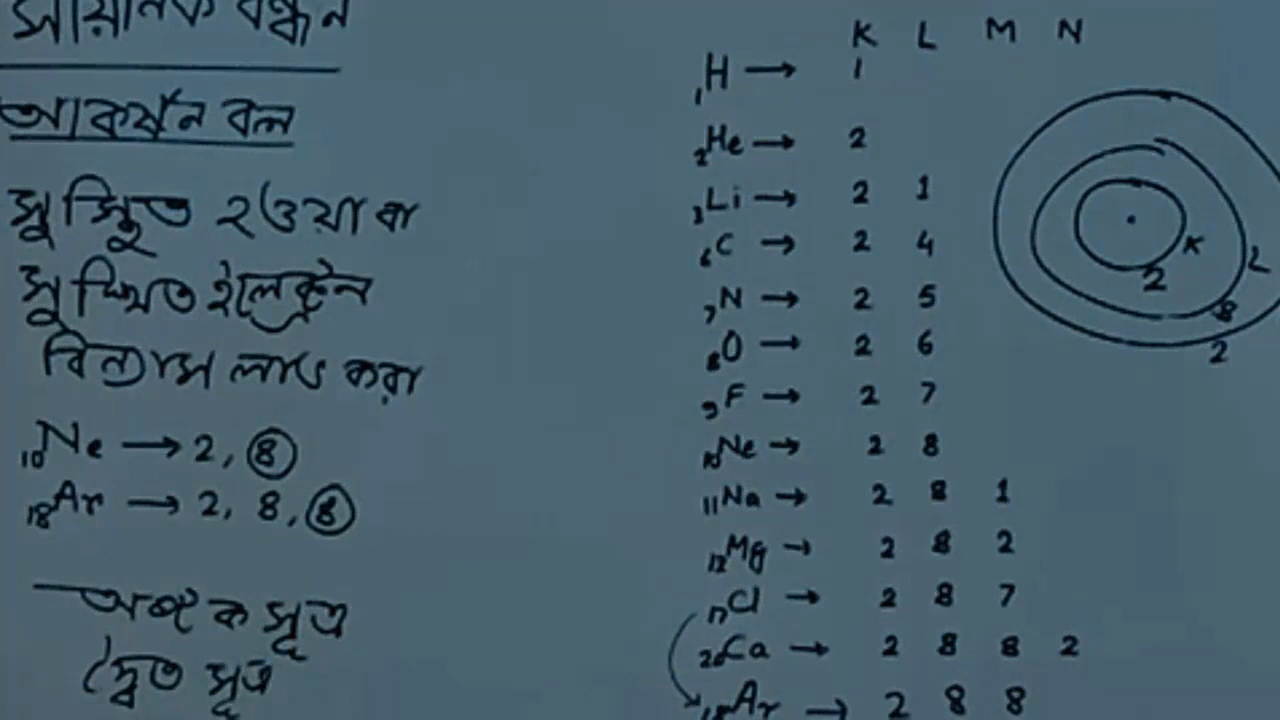 রাসায়নিক বন্ধন
আকর্ষন বল
সুস্থিত হওয়া বা
সুস্থিত ইলেক্ট্রন
বিন্যাস লাভ করা
₁₀Ne → 2, 8
₁₈Ar → 2, 8, 8
অষ্টক সূত্র
দ্বৈত সূত্র
K L M N
₁H → 1
₂He → 2
₃Li → 2 1
₆C → 2 4
₇N → 2 5
₈O → 2 6
₉F → 2 7
₁₀Ne → 2 8
₁₁Na → 2 8 1
₁₂Mg → 2 8 2
₁₇Cl → 2 8 7
₂₀Ca → 2 8 8 2
₁₈Ar → 2 8 8
K
2
L
8
2